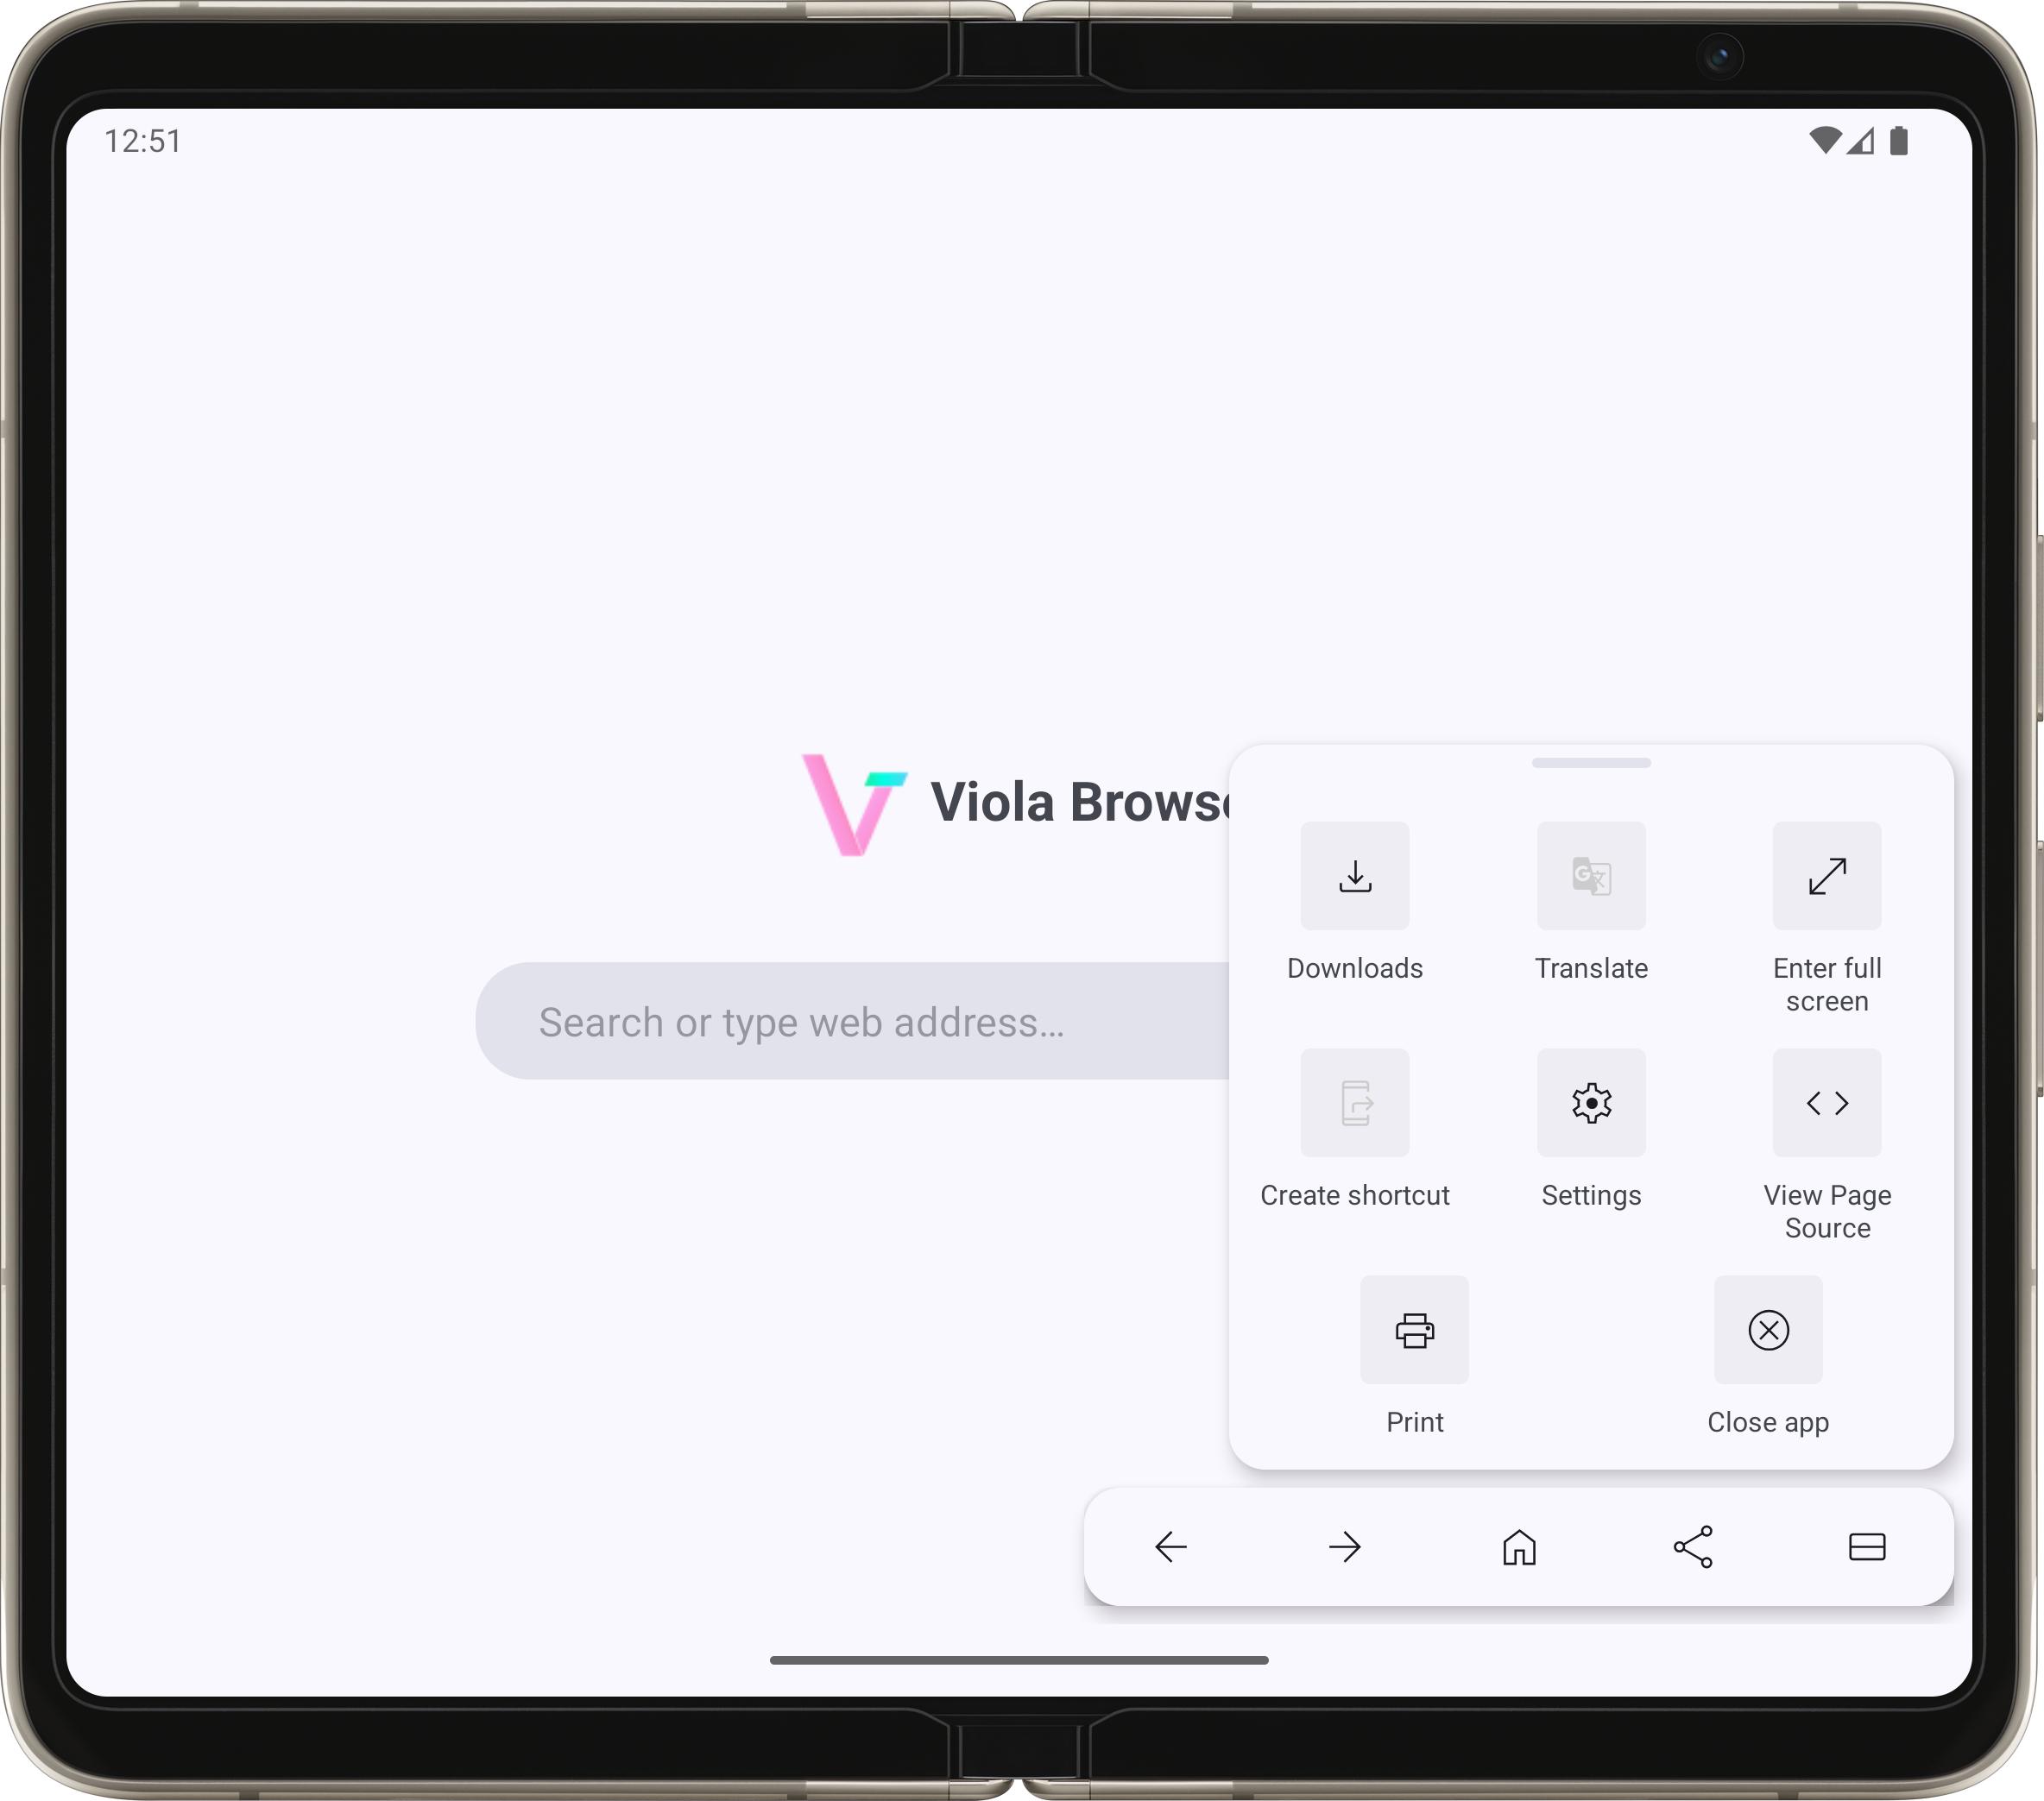 12:51
Viola Browse
Search or type web address...
Downloads
Translate
Enter full
screen
Create shortcut
Settings
View Page
Source
Print
Close app